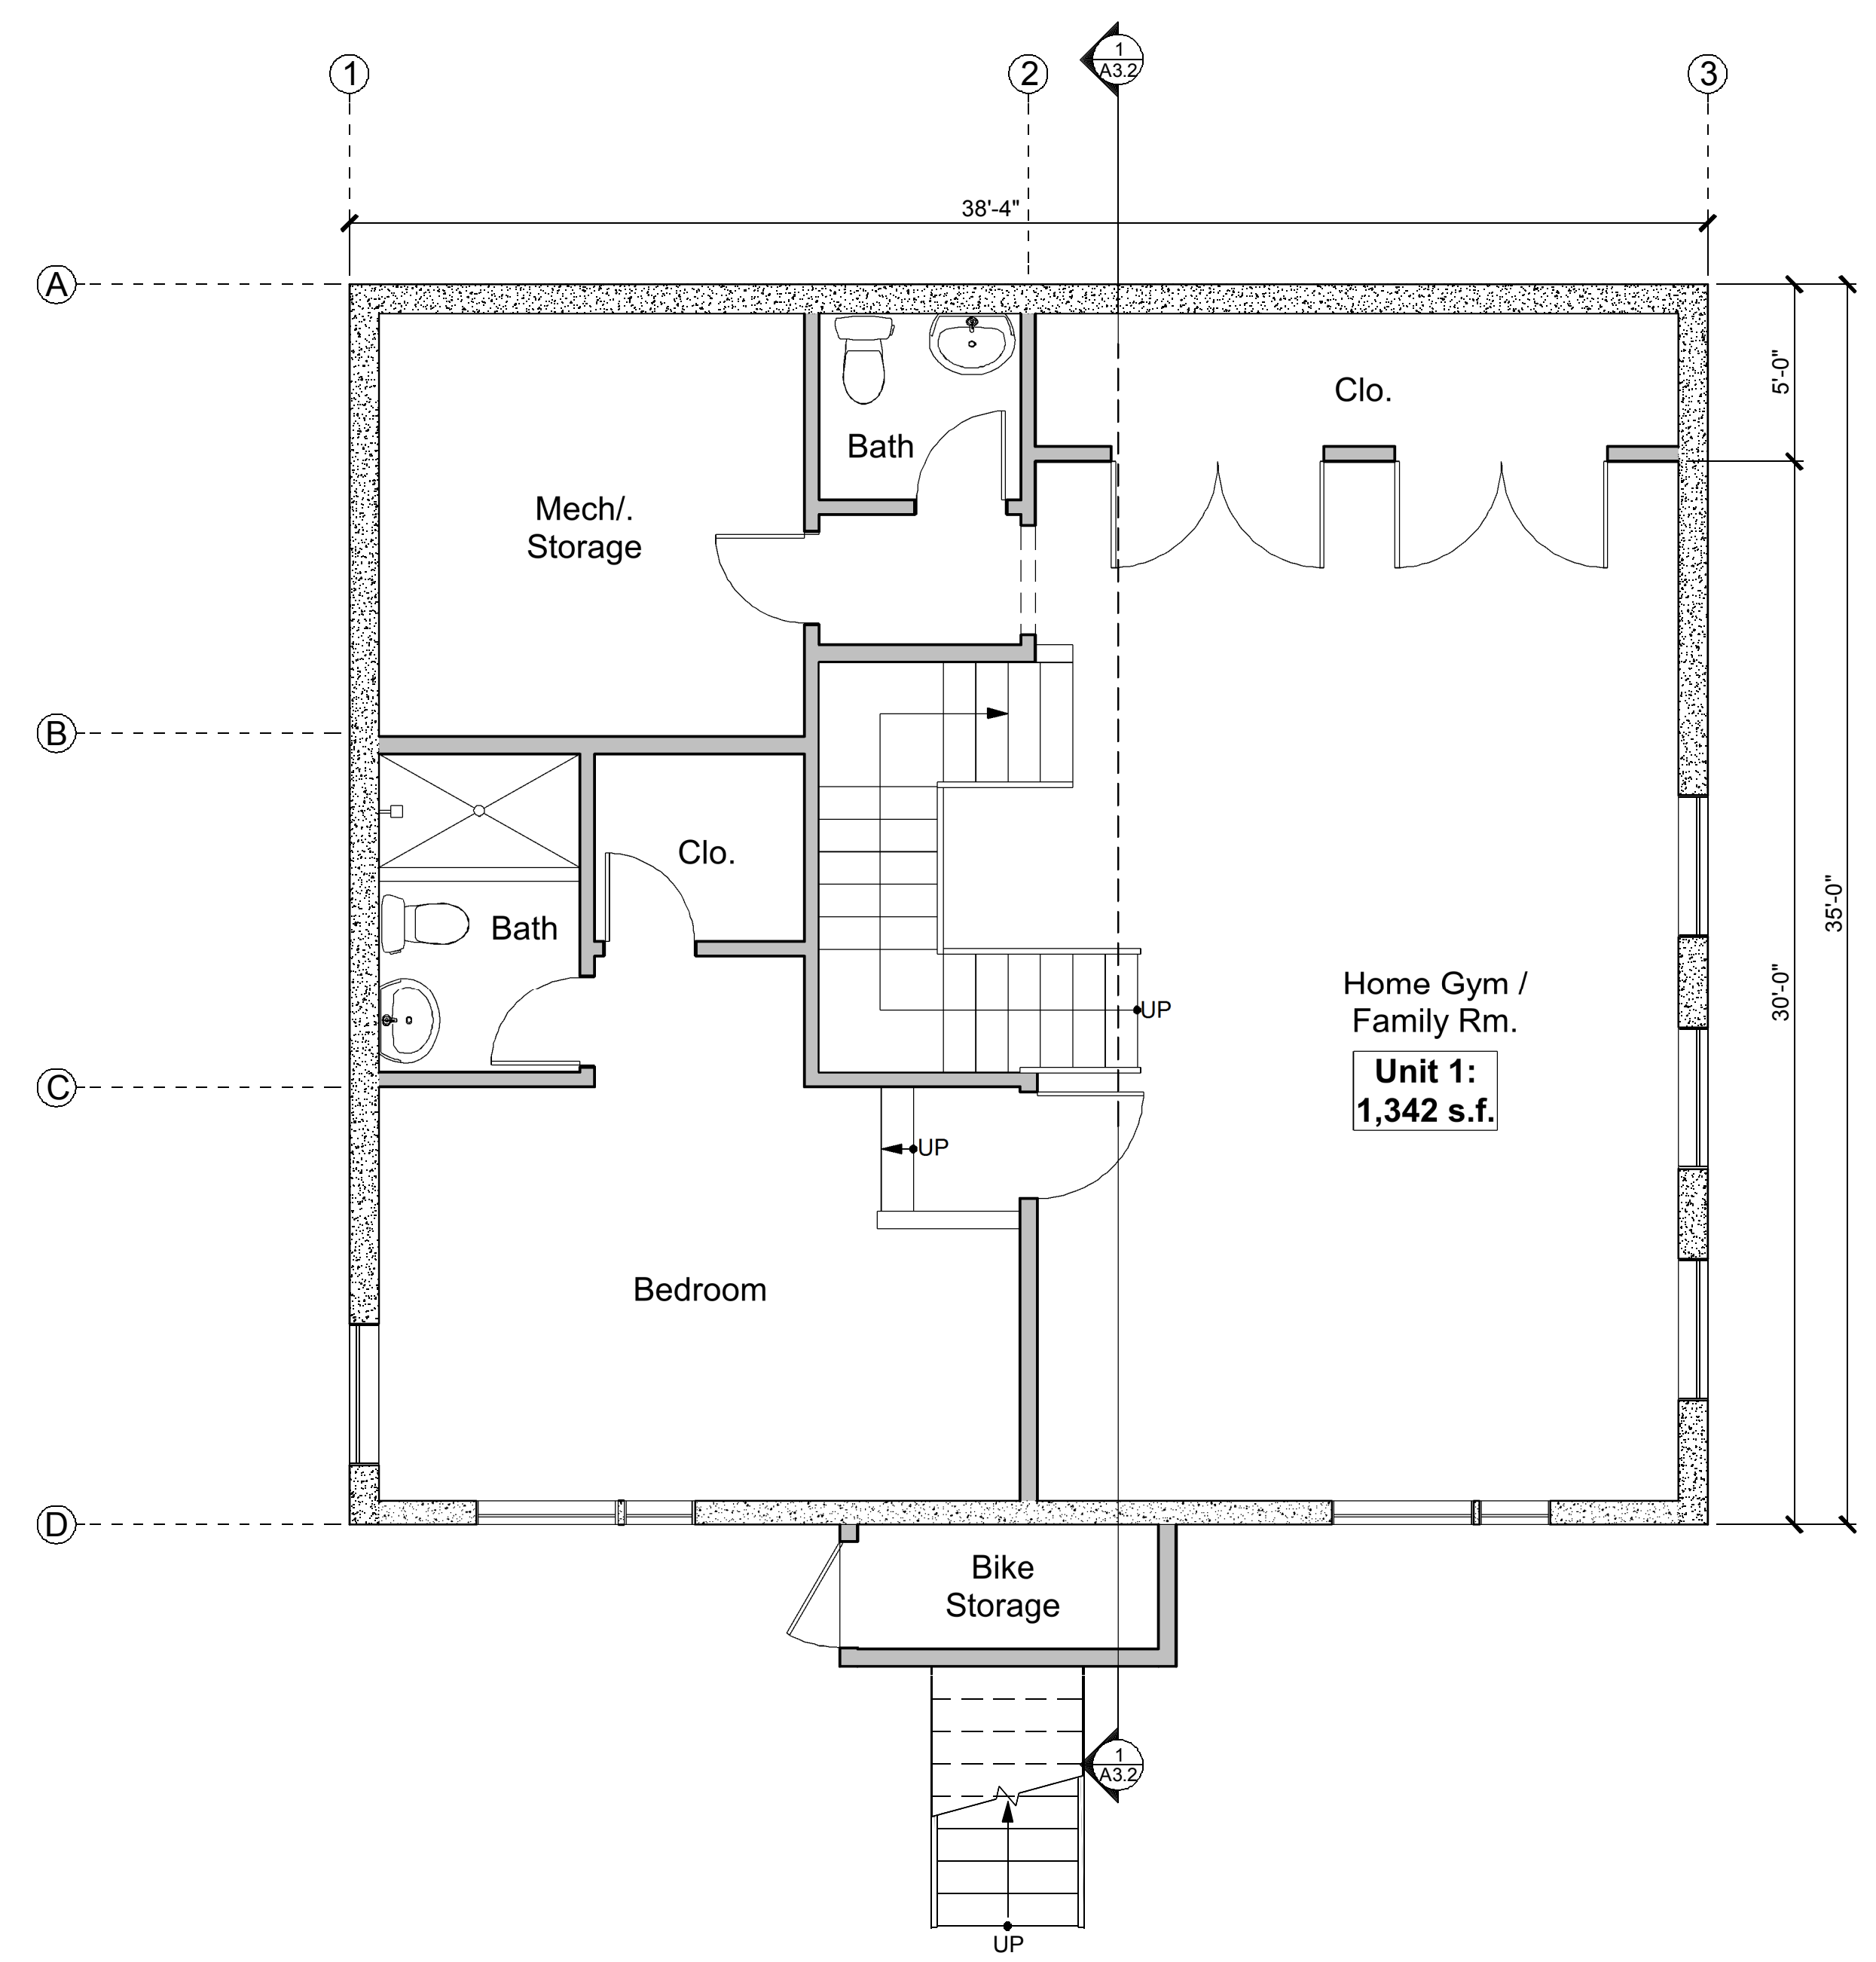 1
2
1
A3.2
3
38'-4"
A
5'-0"
Clo.
Bath
Mech/.
Storage
B
Clo.
35'-0"
Bath
Home Gym /
Family Rm.
30'-0"
UP
Unit 1:
1,342 s.f.
C
UP
Bedroom
D
Bike
Storage
1
A3.2
UP